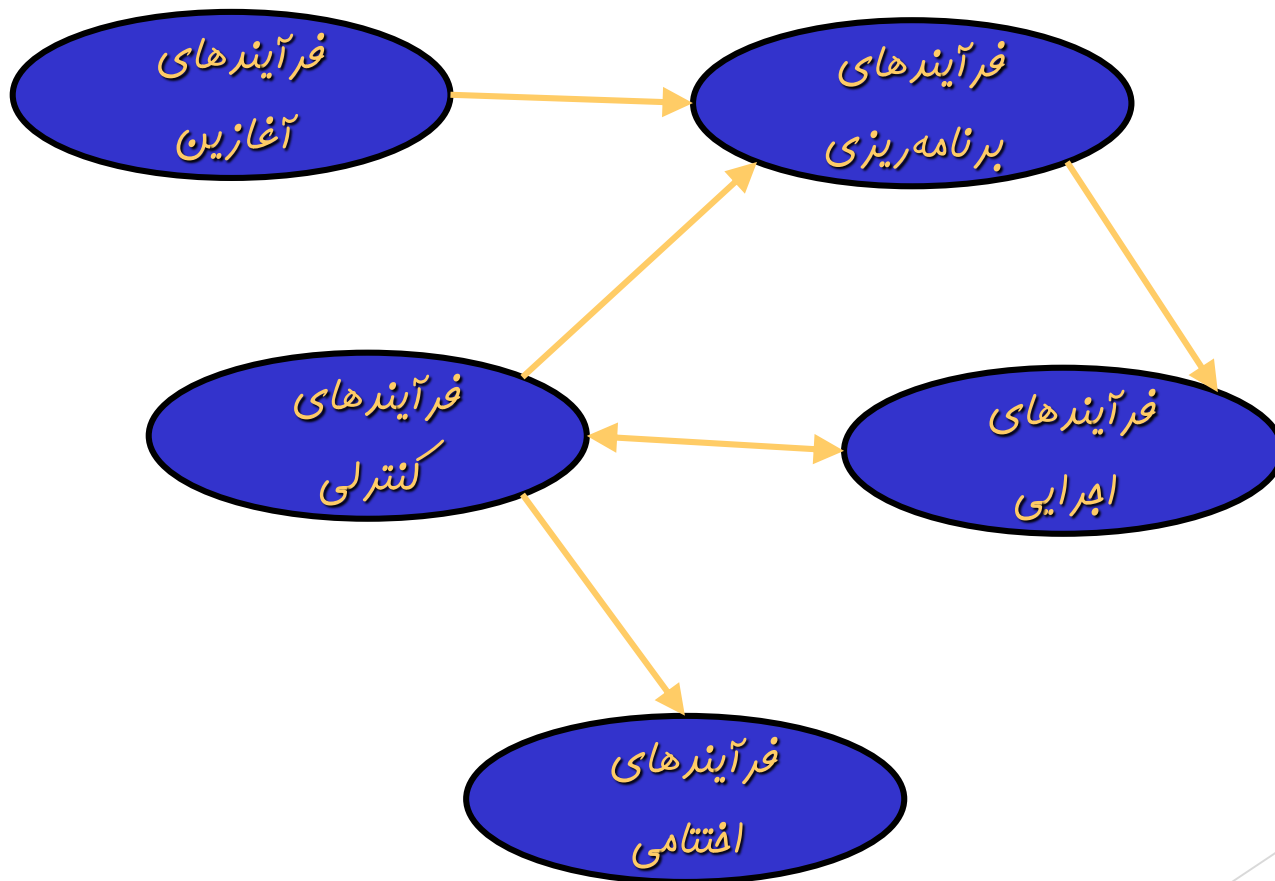 فرآیندهای
آغازین
فرآیندهای
برنامه‌ریزی
فرآیندهای
کنترلی
فرآیندهای
اجرایی
فرآیندهای
اختتامی